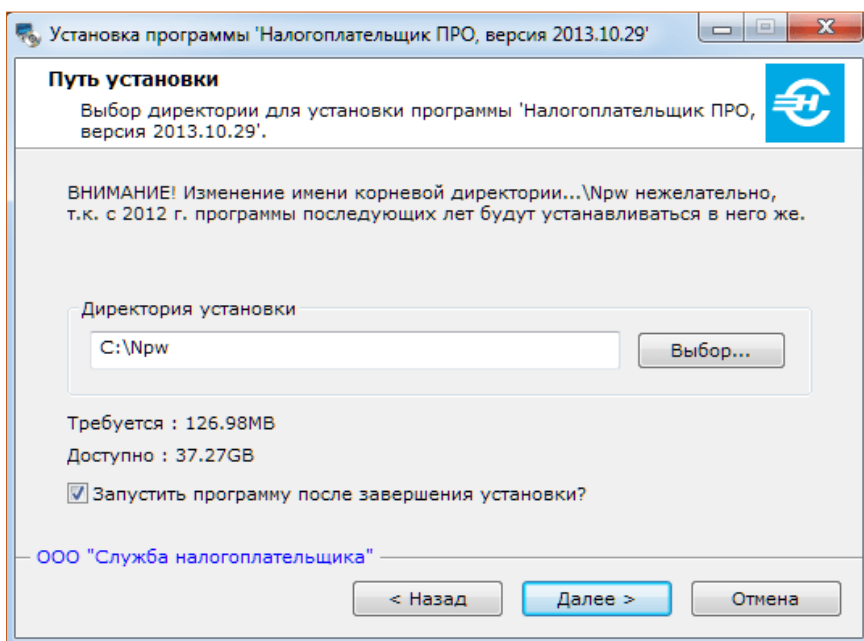 Установка программы 'Налогоплательщик ПРО, версия 2013.10.29'
Путь установки
Выбор директории для установки программы 'Налогоплательщик ПРО,
версия 2013.10.29'.
ВНИМАНИЕ! Изменение имени корневой директории...\Npw нежелательно,
т.к. с 2012 г. программы последующих лет будут устанавливаться в него же.
Директория установки
C:\Npw
Выбор...
Требуется : 126.98MB
Доступно : 37.27GB
Запустить программу после завершения установки?
ООО "Служба налогоплательщика"
< Назад
Далее >
Отмена